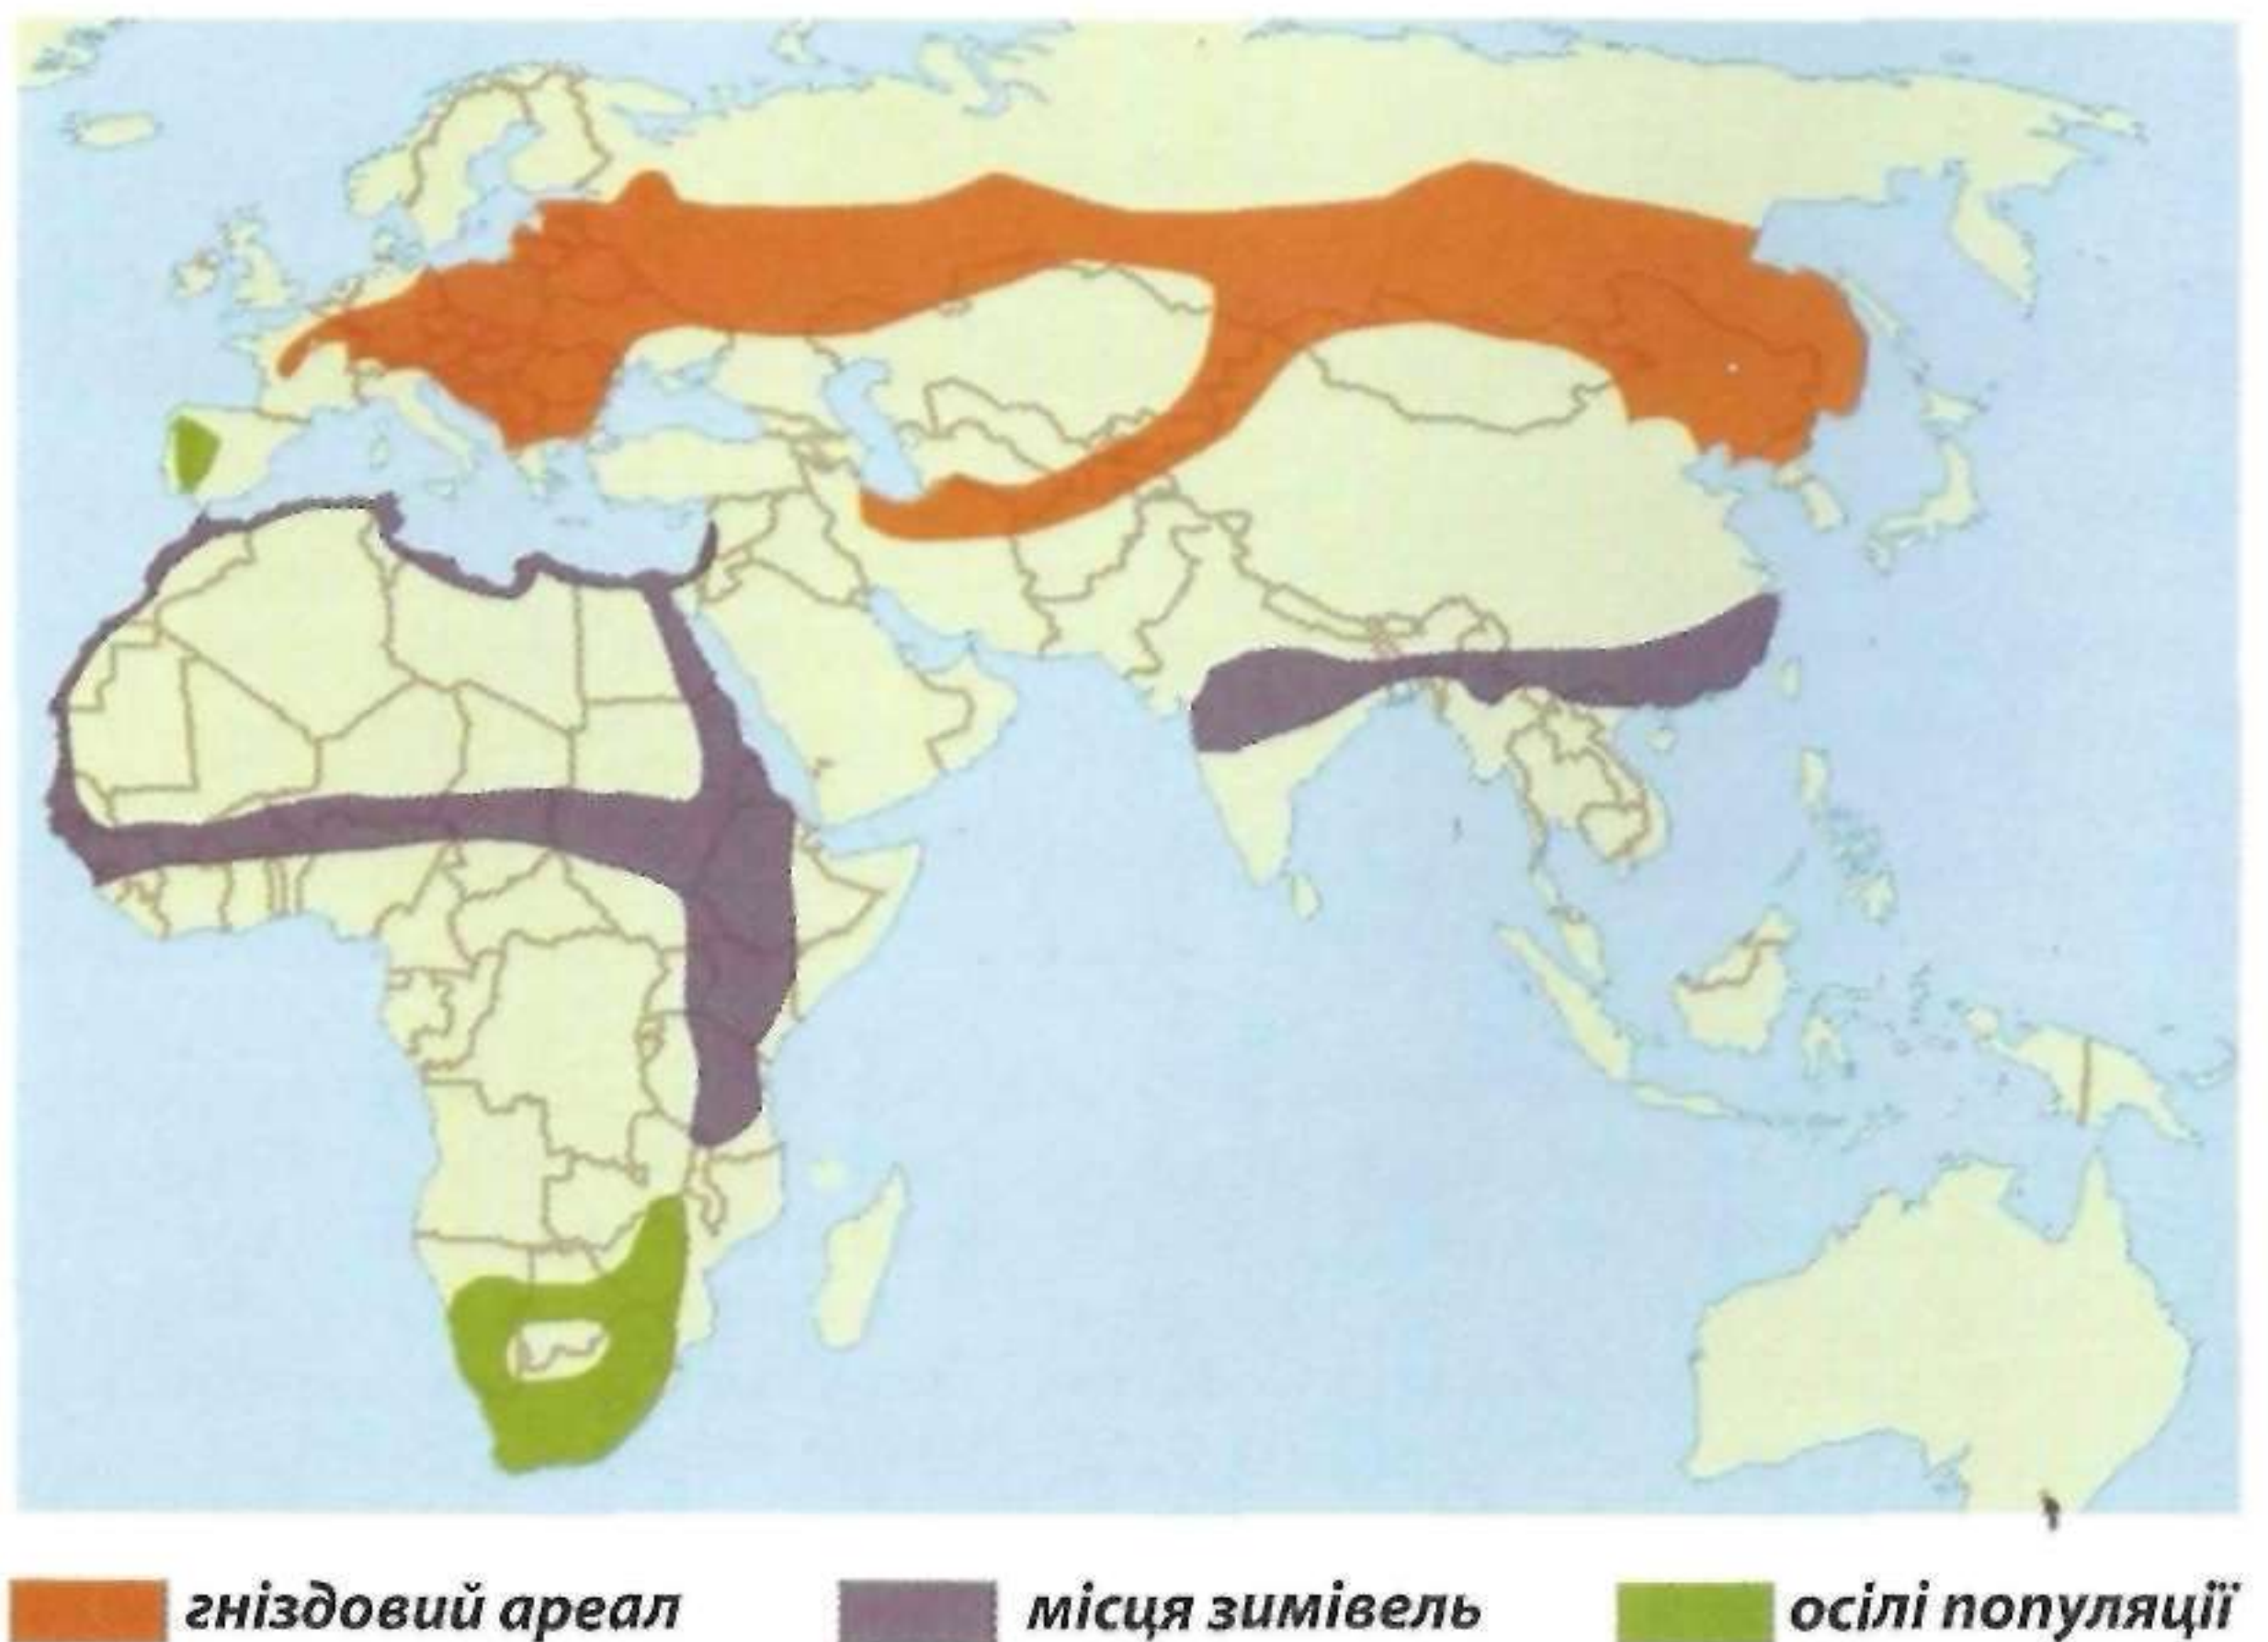 гніздовий ареал
місця зимівель
осілі популяції